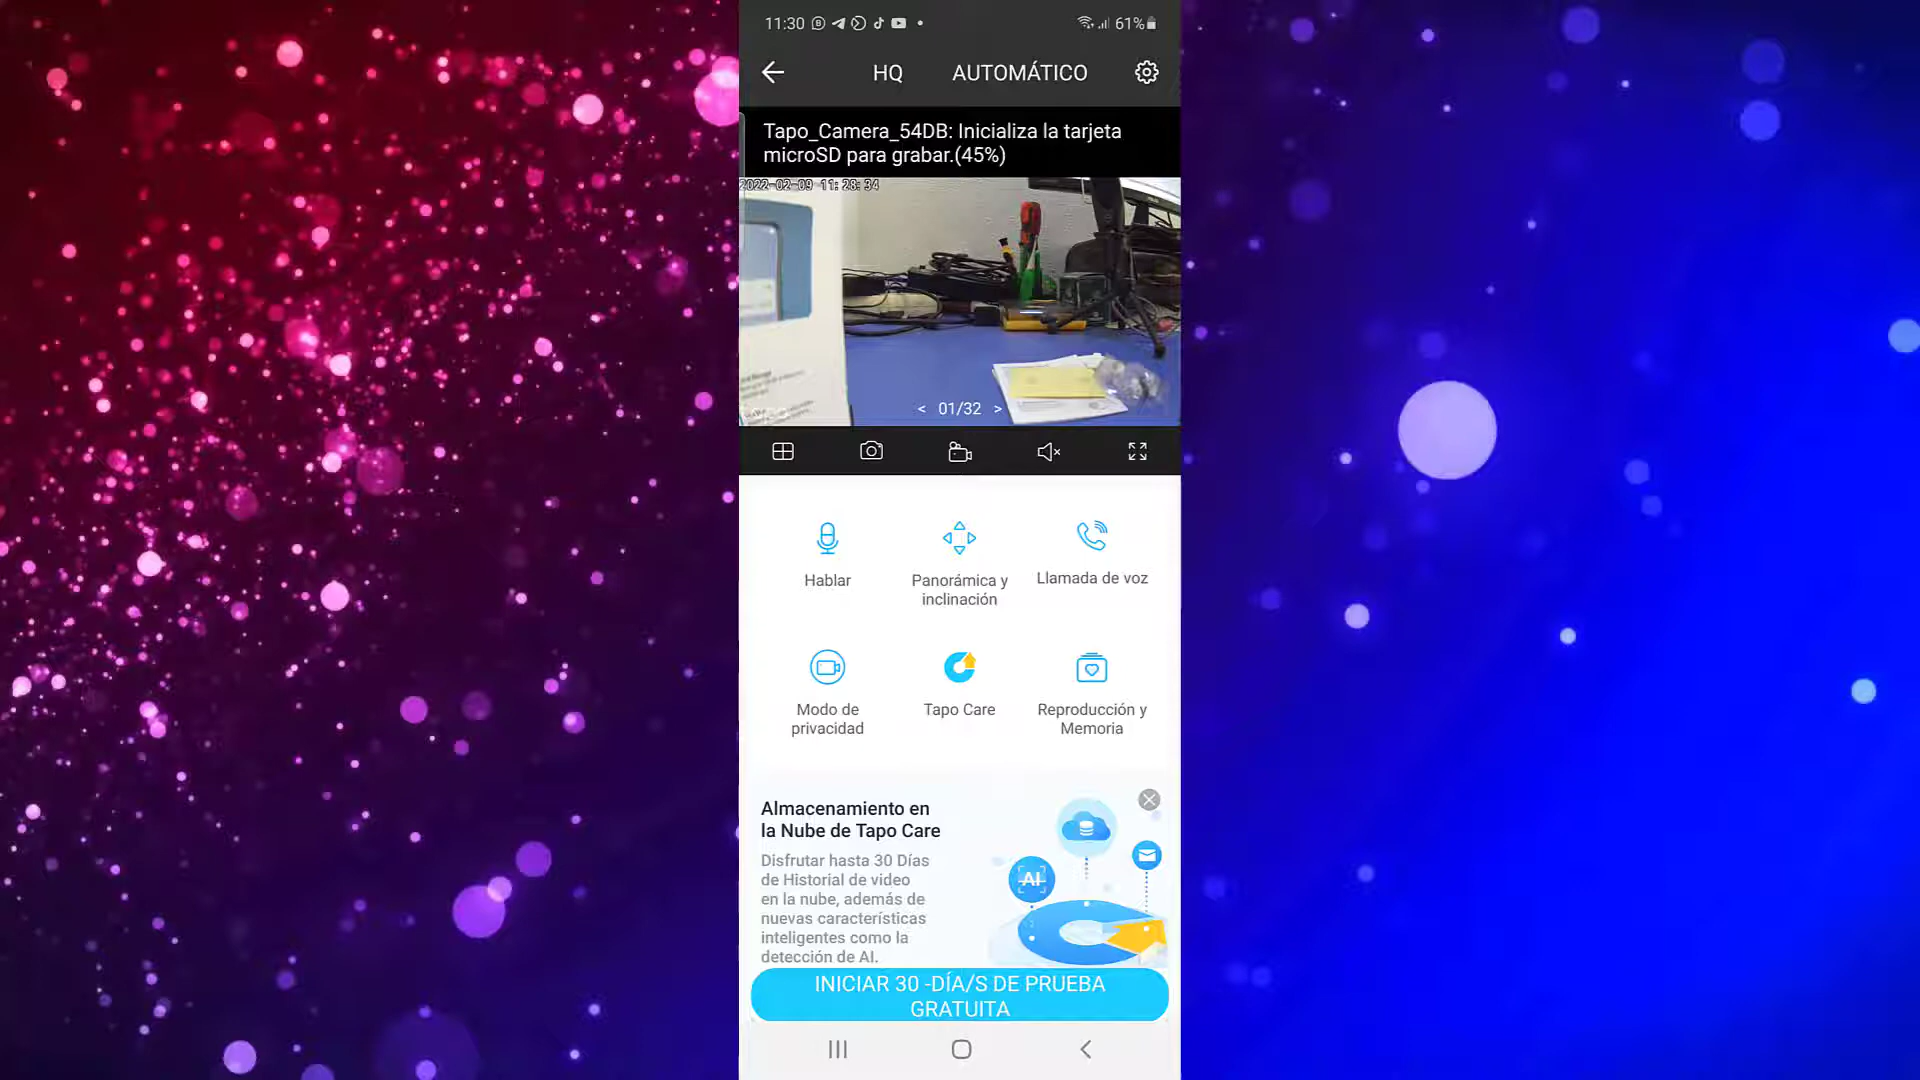 11:30
61%
HQ
AUTOMÁTICO
Tapo_Camera_54DB: Inicializa la tarjeta
microSD para grabar.(45%)
2022-02-09 11:28:34
< 01/32 >
Hablar
Panorámica y
inclinación
Llamada de voz
Modo de
privacidad
Tapo Care
Reproducción y
Memoria
Almacenamiento en
la Nube de Tapo Care
Disfrutar hasta 30 Días
de Historial de video
en la nube, además de
nuevas características
inteligentes como la
detección de AI.
AI
INICIAR 30 -DÍA/S DE PRUEBA
GRATUITA